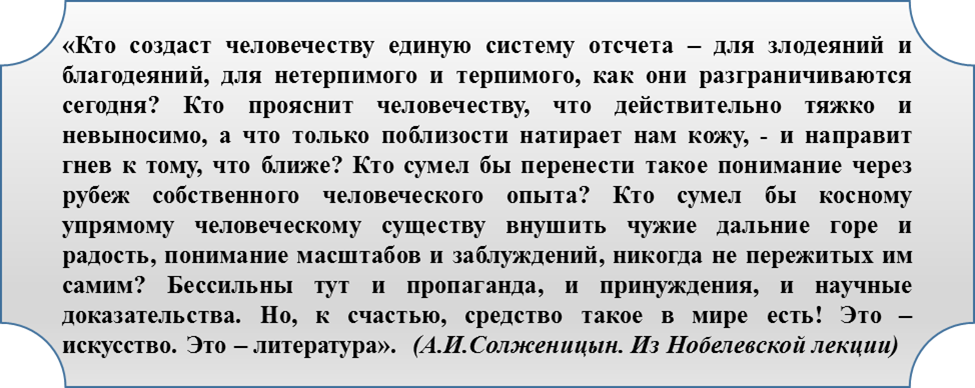 «Кто создаст человечеству единую систему отсчета – для злодеяний и
благодеяний, для нетерпимого и терпимого, как они разграничиваются
сегодня? Кто прояснит человечеству, что действительно тяжко и
невыносимо, а что только поблизости натирает нам кожу, - и направит
гнев к тому, что ближе? Кто сумел бы перенести такое понимание через
рубеж собственного человеческого опыта? Кто сумел бы косному
упрямому человеческому существу внушить чужие дальние горе и
радость, понимание масштабов и заблуждений, никогда не пережитых им
самим? Бессильны тут и пропаганда, и принуждения, и научные
доказательства. Но, к счастью, средство такое в мире есть! Это –
искусство. Это – литература». (А.И.Солженицын. Из Нобелевской лекции)